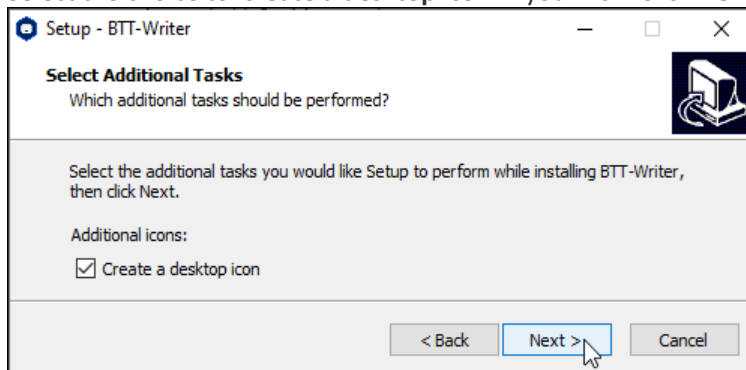 Setup - BTT-Writer
Select Additional Tasks
Which additional tasks should be performed?
Select the additional tasks you would like Setup to perform while installing BTT-Writer,
then click Next.
Additional icons:
Create a desktop icon
< Back Next > Cancel